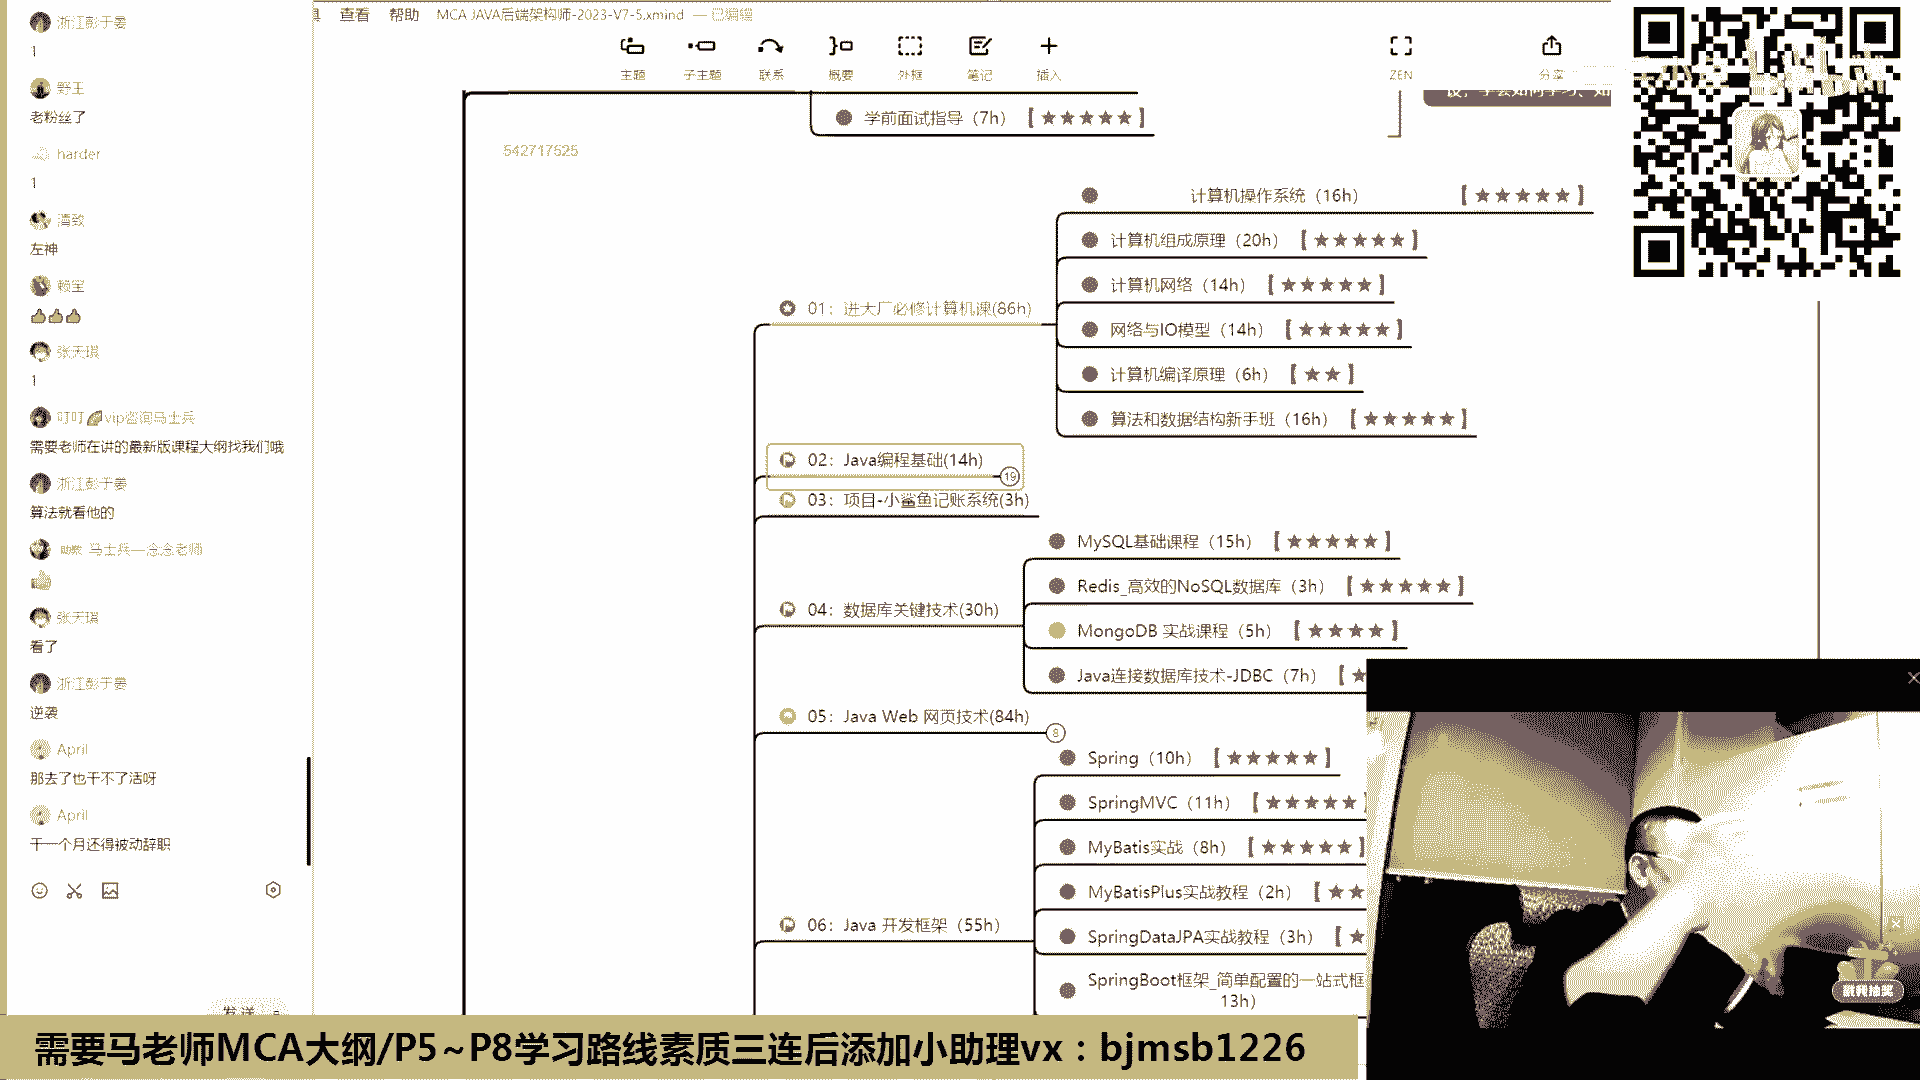 浙江彭于晏
1
野王
老粉丝了
harder
1
清致
左神
赖宝
张天琪
1
叮叮🌈vip咨询马士兵
需要老师在讲的最新版课程大纲找我们哦
浙江彭于晏
算法就看他的
助教 马士兵—念念老师
张天琪
看了
浙江彭于晏
逆袭
April
那去了也干不了活呀
April
干一个月还得被动辞职
查看 帮助 MCA JAVA后端架构师-2023-V7-5.xmind — 已编辑
主题 子主题 联系 概要 外框 笔记 插入 ZEN 分享
学前面试指导（7h）【★★★★★】
542717525
01：进大厂必修计算机课(86h)
计算机操作系统（16h）【★★★★★】
计算机组成原理（20h）【★★★★★】
计算机网络（14h）【★★★★★】
网络与IO模型（14h）【★★★★★】
计算机编译原理（6h）【★★】
算法和数据结构新手班（16h）【★★★★★】
02：Java编程基础(14h)
19
03：项目-小鲨鱼记账系统(3h)
04：数据库关键技术(30h)
MySQL基础课程（15h）【★★★★★】
Redis_高效的NoSQL数据库（3h）【★★★★★】
MongoDB 实战课程（5h）【★★★★】
Java连接数据库技术-JDBC（7h）【★
05：Java Web 网页技术(84h)
8
06：Java 开发框架（55h）
Spring（10h）【★★★★★】
SpringMVC（11h）【★★★★★】
MyBatis实战（8h）【★★★★★】
MyBatisPlus实战教程（2h）【★★
SpringDataJPA实战教程（3h）【★
SpringBoot框架_简单配置的一站式框
13h）
发送
戳我抽奖
需要马老师MCA大纲/P5~P8学习路线素质三连后添加小助理vx：bjmsb1226